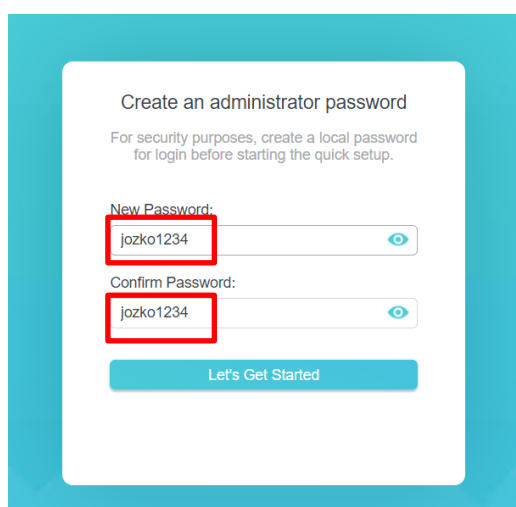 Create an administrator password
For security purposes, create a local password
for login before starting the quick setup.
New Password:
jozko1234
Confirm Password:
jozko1234
Let's Get Started